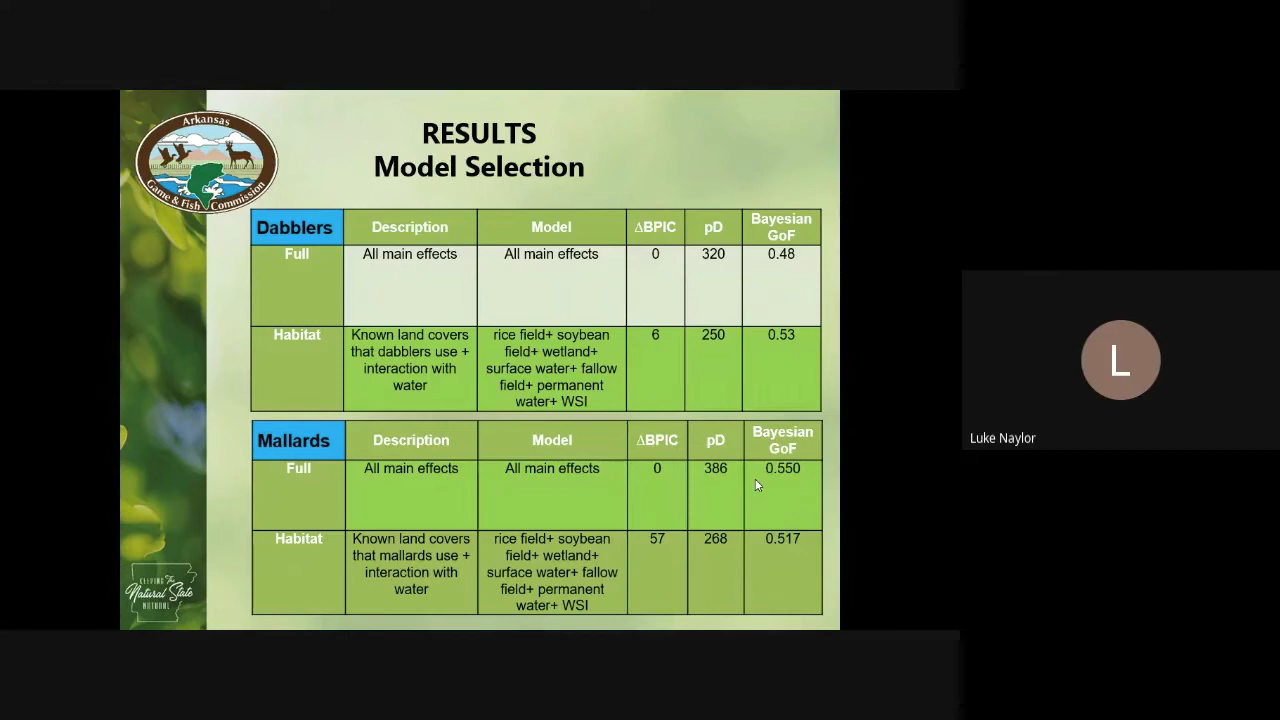 Arkansas
Game & Fish Commission
RESULTS
Model Selection
Dabblers Description Model ΔBPIC pD Bayesian GoF
Full All main effects All main effects 0 320 0.48
Habitat Known land covers that dabblers use + interaction with water rice field+ soybean field+ wetland+ surface water+ fallow field+ permanent water+ WSI 6 250 0.53
Mallards Description Model ΔBPIC pD Bayesian GoF
Full All main effects All main effects 0 386 0.550
Habitat Known land covers that mallards use + interaction with water rice field+ soybean field+ wetland+ surface water+ fallow field+ permanent water+ WSI 57 268 0.517
KEEPING The
Natural State
NATURAL
L
Luke Naylor